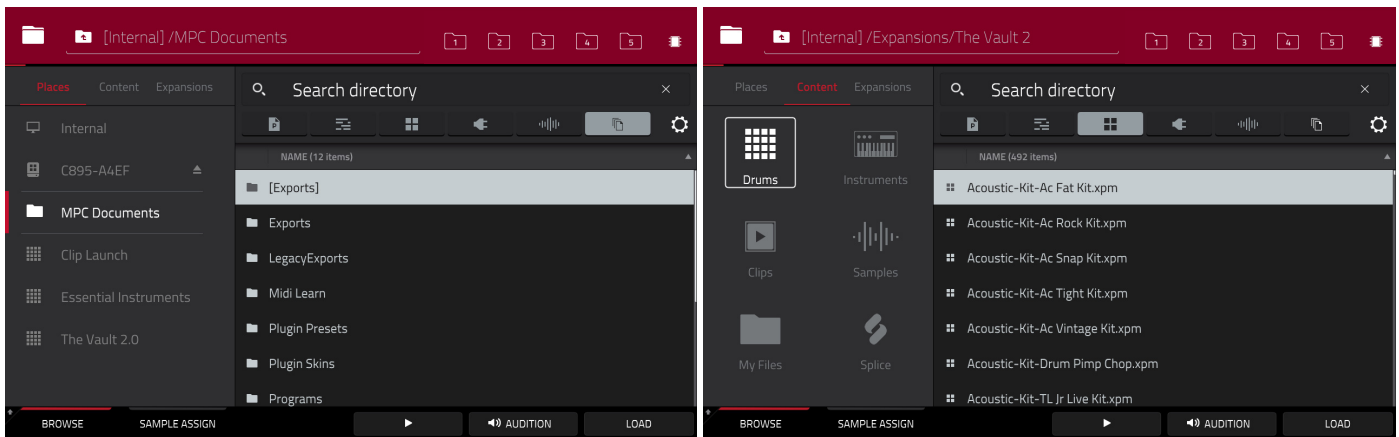 [Internal] /MPC Documents
1 2 3 4 5
Places Content Expansions
Search directory
Internal
C895-A4EF
MPC Documents
Clip Launch
Essential Instruments
The Vault 2.0
P
NAME (12 items)
[Exports]
Exports
LegacyExports
Midi Learn
Plugin Presets
Plugin Skins
Programs
BROWSE SAMPLE ASSIGN AUDITION LOAD
[Internal] /Expansions/The Vault 2
1 2 3 4 5
Places Content Expansions
Search directory
Drums Instruments
Clips Samples
My Files Splice
P
NAME (492 items)
Acoustic-Kit-Ac Fat Kit.xpm
Acoustic-Kit-Ac Rock Kit.xpm
Acoustic-Kit-Ac Snap Kit.xpm
Acoustic-Kit-Ac Tight Kit.xpm
Acoustic-Kit-Ac Vintage Kit.xpm
Acoustic-Kit-Drum Pimp Chop.xpm
Acoustic-Kit-TL Jr Live Kit.xpm
BROWSE SAMPLE ASSIGN AUDITION LOAD